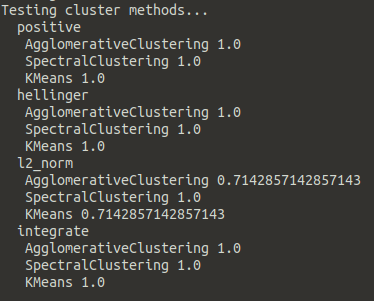 Testing cluster methods...
positive
AgglomerativeClustering 1.0
SpectralClustering 1.0
KMeans 1.0
hellinger
AgglomerativeClustering 1.0
SpectralClustering 1.0
KMeans 1.0
l2_norm
AgglomerativeClustering 0.7142857142857143
SpectralClustering 1.0
KMeans 0.7142857142857143
integrate
AgglomerativeClustering 1.0
SpectralClustering 1.0
KMeans 1.0